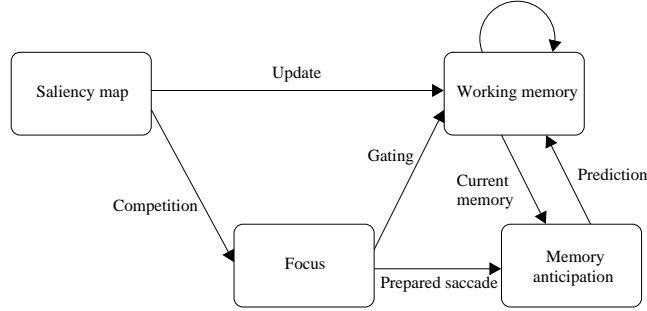 Update
Saliency map
Working memory
Gating
Prediction
Current
memory
Competition
Focus
Memory
anticipation
Prepared saccade